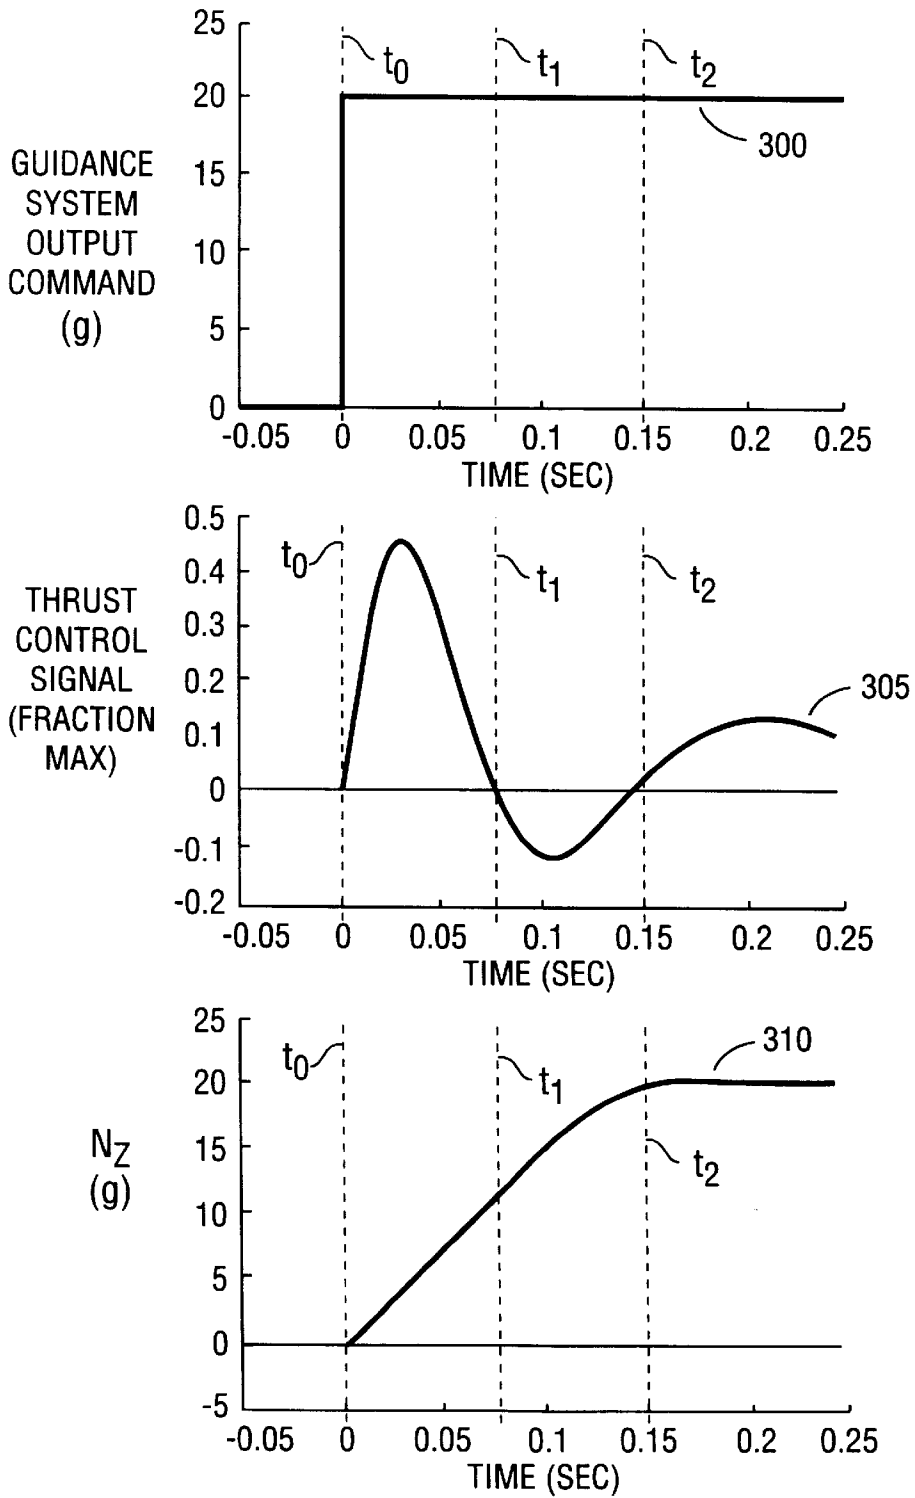 25
20
15
10
5
0
GUIDANCE
SYSTEM
OUTPUT
COMMAND
(g)
t0
t1
t2
300
-0.05 0 0.05 0.1 0.15 0.2 0.25
TIME (SEC)
0.5
0.4
0.3
0.2
0.1
0
-0.1
-0.2
THRUST
CONTROL
SIGNAL
(FRACTION
MAX)
t0
t1
t2
305
-0.05 0 0.05 0.1 0.15 0.2 0.25
TIME (SEC)
25
20
15
10
5
0
-5
NZ
(g)
t0
t1
t2
310
-0.05 0 0.05 0.1 0.15 0.2 0.25
TIME (SEC)